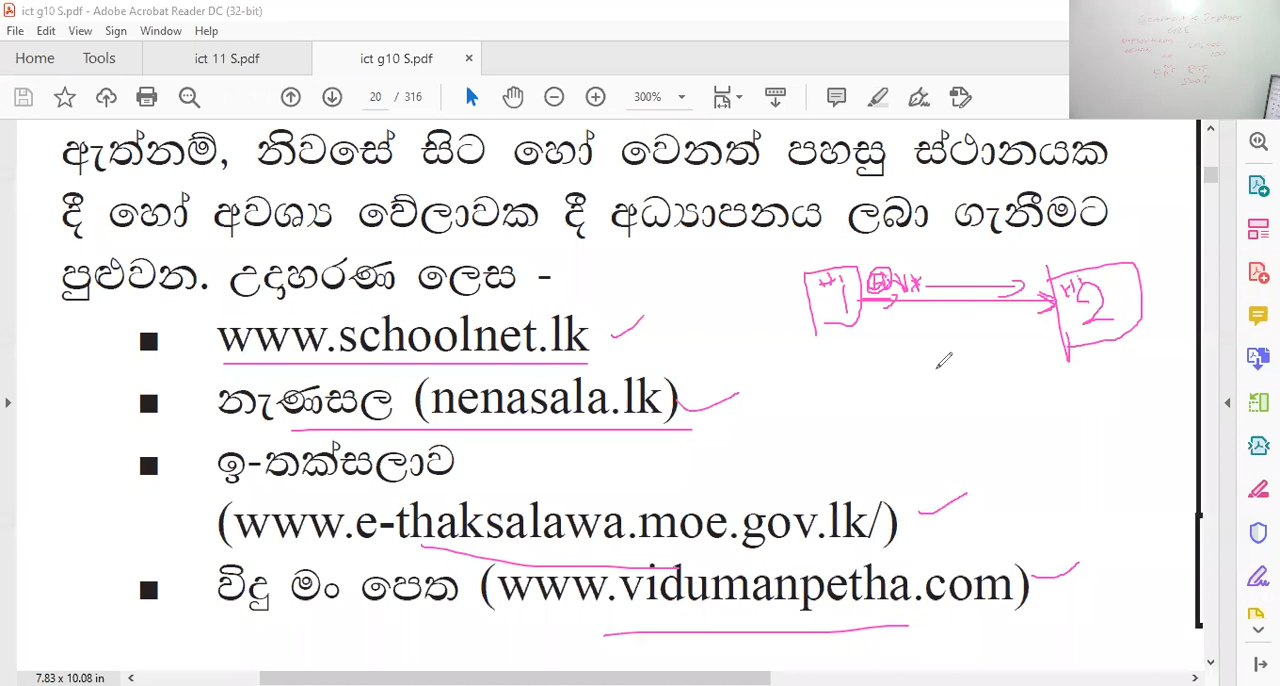 ict g10 S.pdf - Adobe Acrobat Reader DC (32-bit)
File Edit View Sign Window Help
Home Tools ict 11 S.pdf ict g10 S.pdf ×
20 / 316 300%
ඇත්නම්, නිවසේ සිට හෝ වෙනත් පහසු ස්ථානයක
දී හෝ අවශ්‍ය වේලාවක දී අධ්‍යාපනය ලබා ගැනීමට
පුළුවන. උදාහරණ ලෙස -
1 2
■ www.schoolnet.lk
■ නැණසල (nenasala.lk)
■ ඉ-තක්සලාව
(www.e-thaksalawa.moe.gov.lk/)
■ විදු මං පෙත (www.vidumanpetha.com)
7.83 x 10.08 in